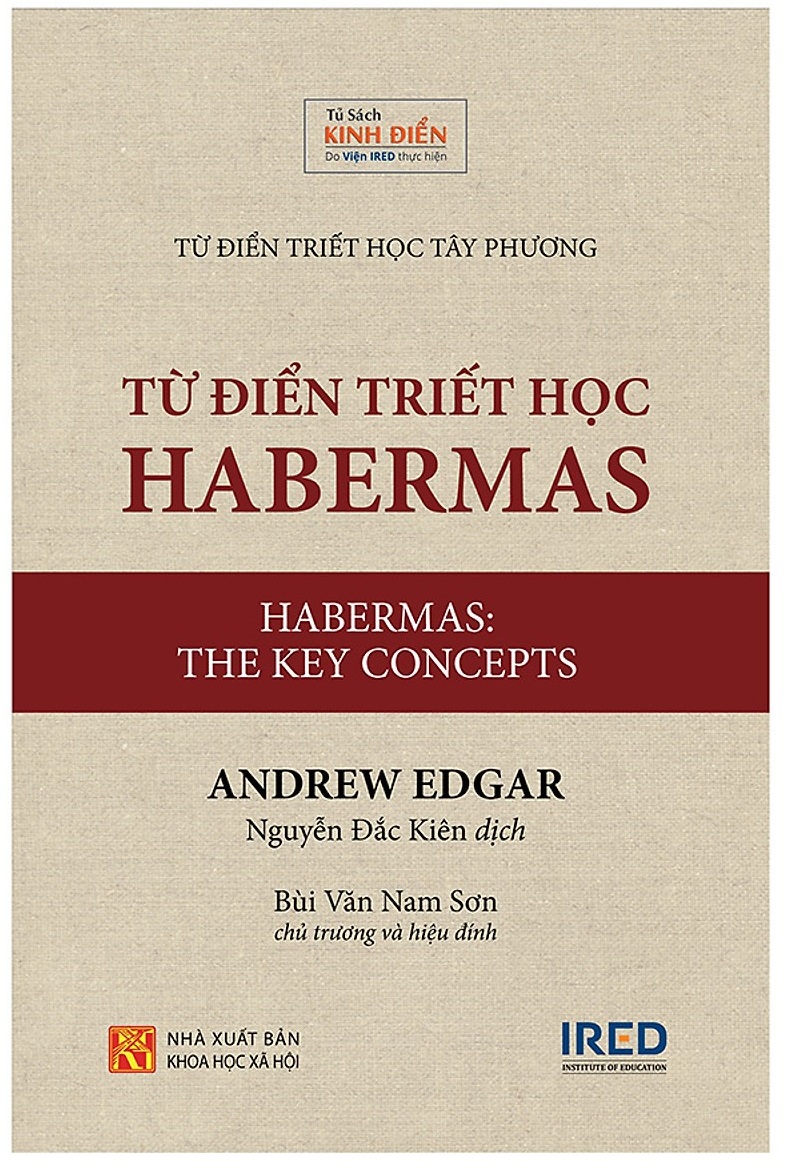 Tủ Sách
KINH ĐIỂN
Do Viện IRED thực hiện
TỪ ĐIỂN TRIẾT HỌC TÂY PHƯƠNG
TỪ ĐIỂN TRIẾT HỌC
HABERMAS
HABERMAS:
THE KEY CONCEPTS
ANDREW EDGAR
Nguyễn Đắc Kiên dịch
Bùi Văn Nam Sơn
chủ trương và hiệu đính
NHÀ XUẤT BẢN
KHOA HỌC XÃ HỘI
IRED
INSTITUTE OF EDUCATION